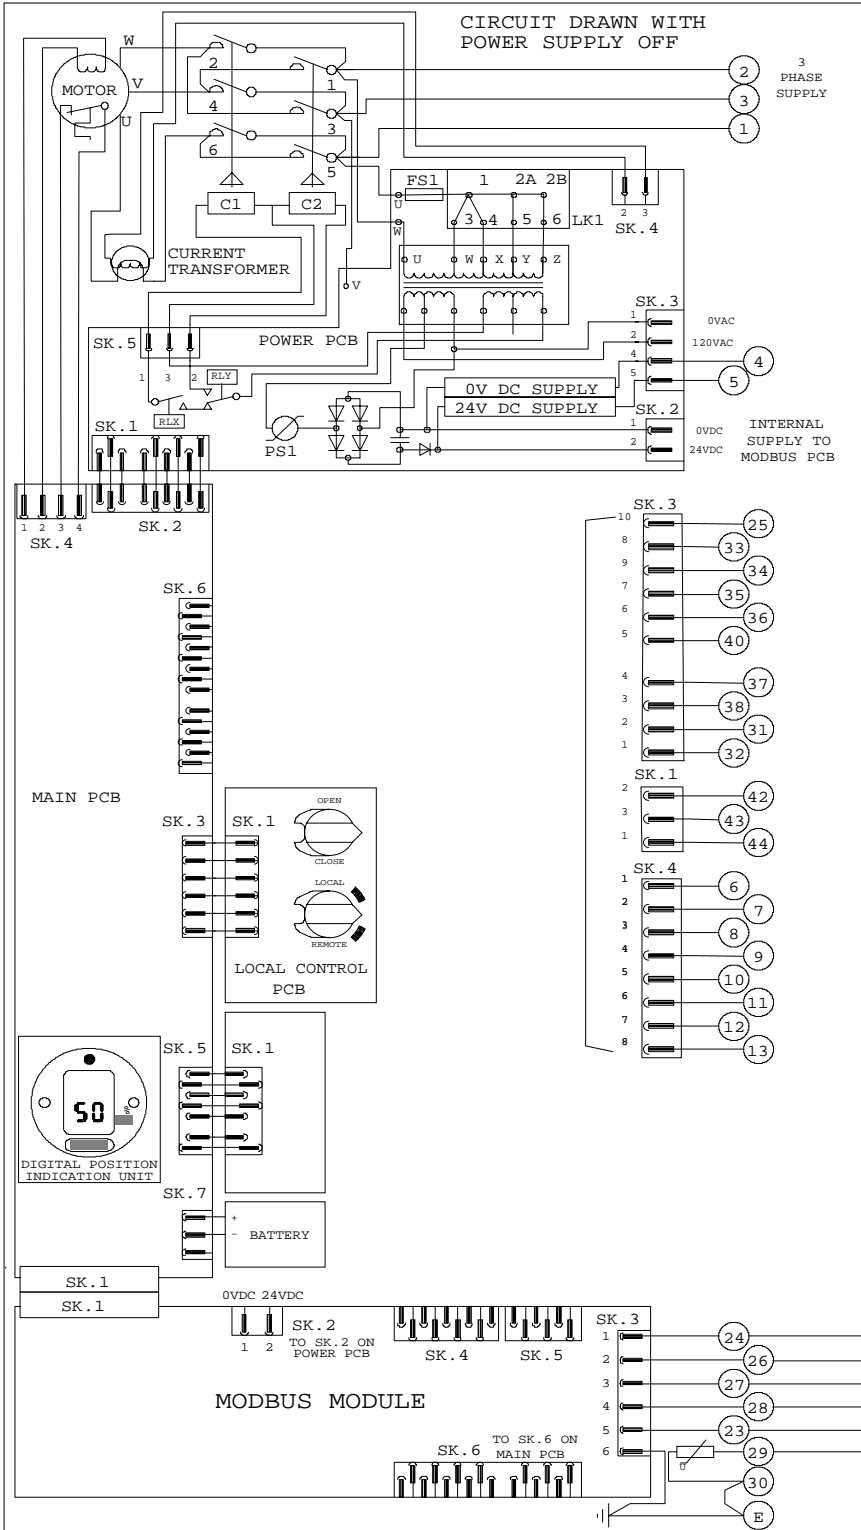 CIRCUIT DRAWN WITH
POWER SUPPLY OFF
W
V
U
MOTOR
2
1
4
3
6
5
2
3
1
3
PHASE
SUPPLY
C1
C2
CURRENT
TRANSFORMER
V
FS1
U
W
1 2A 2B
3 4 5 6
LK1
U W X Y Z
2 3
SK.4
SK.5
POWER PCB
1 3 2
RLY
RLX
PS1
SK.3
1 0VAC
2 120VAC
4
5
4
5
0V DC SUPPLY
24V DC SUPPLY
SK.2
1 0VDC
2 24VDC
INTERNAL
SUPPLY TO
MODBUS PCB
SK.1
SK.2
1 2 3 4
SK.4
SK.6
MAIN PCB
SK.3
10 25
8 33
9 34
7 35
6 36
5 40
4 37
3 38
2 31
1 32
SK.1
2 42
3 43
1 44
SK.4
1 6
2 7
3 8
4 9
5 10
6 11
7 12
8 13
SK.3 SK.1
OPEN
CLOSE
LOCAL
REMOTE
LOCAL CONTROL
PCB
SK.5 SK.1
50
DIGITAL POSITION
INDICATION UNIT
SK.7
+
-
BATTERY
SK.1
SK.1
0VDC 24VDC
1 2
SK.2
TO SK.2 ON
POWER PCB
SK.4
SK.5
SK.3
1 24
2 26
3 27
4 28
5 23
6 29
U
30
E
MODBUS MODULE
SK.6
TO SK.6 ON
MAIN PCB